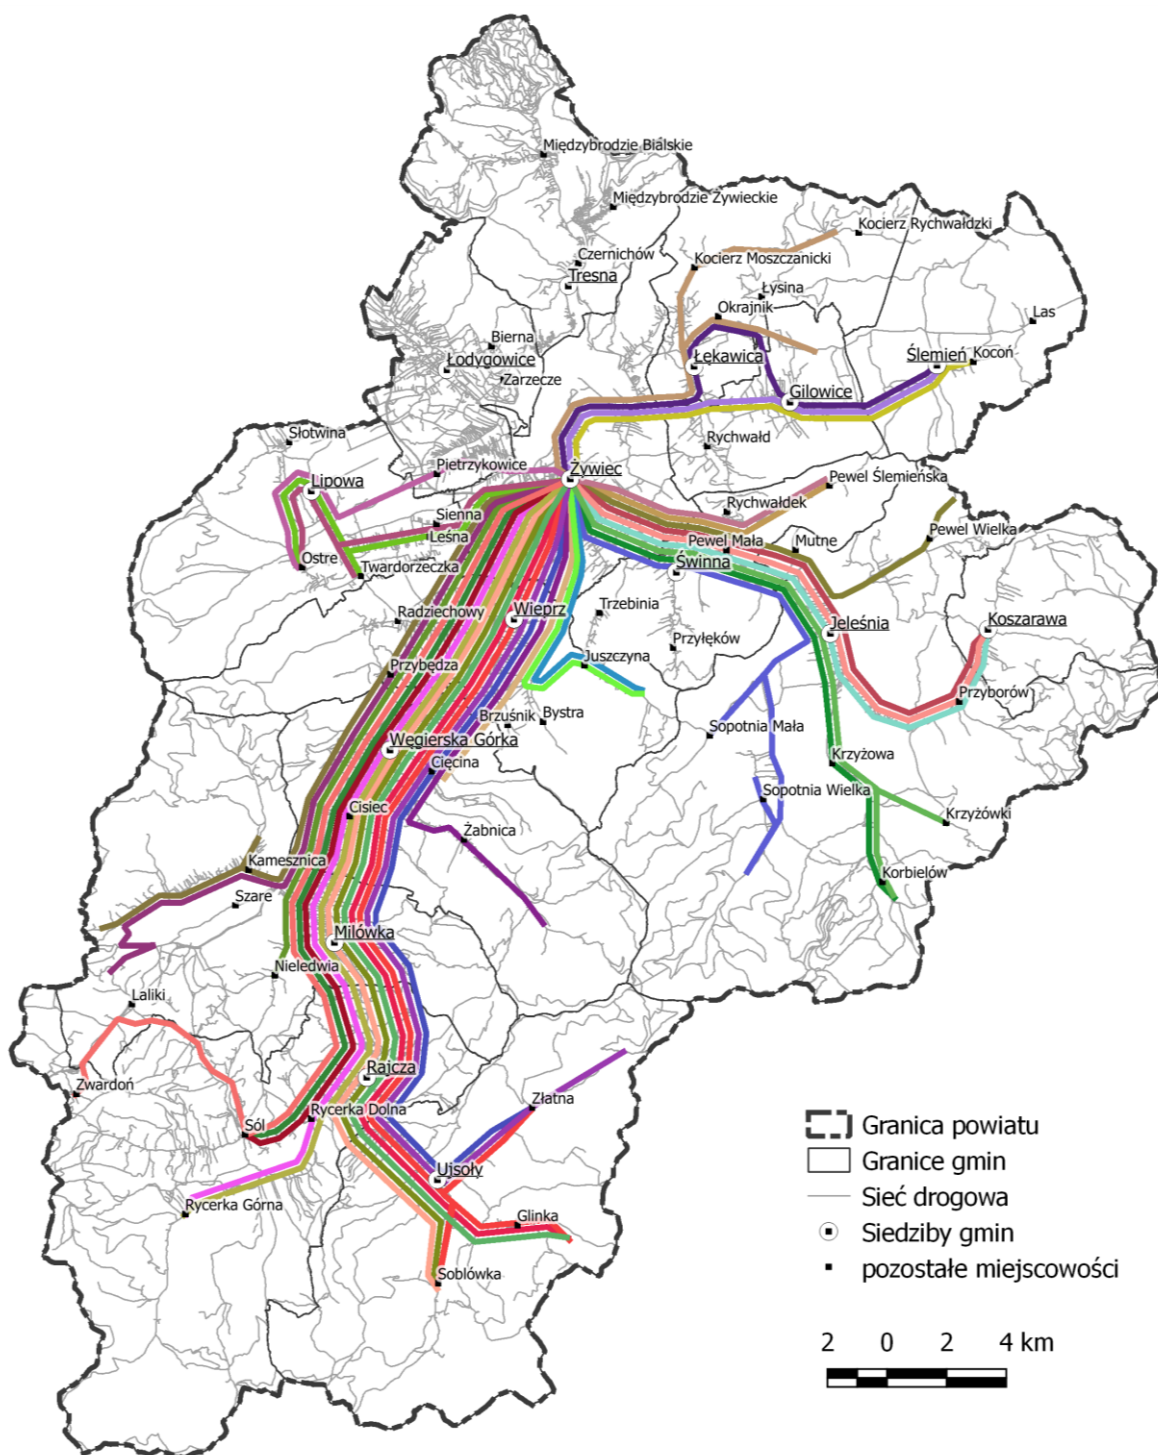 Międzybrodzie Bialskie
Międzybrodzie Żywieckie
Kocierz Rychwałdzki
Czernichów
Kocierz Moszczanicki
Tresna
Łysina
Okrajnik
Las
Bierna
Łodygowice
Łękawica
Ślemień
Kocoń
Zarzecze
Gilowice
Słotwina
Rychwałd
Pietrzykowice
Żywiec
Lipowa
Pewel Ślemieńska
Rychwałdek
Sienna
Leśna
Pewel Wielka
Pewel Mała
Mutne
Ostre
Twardorzeczka
Świnna
Radziechowy
Wieprz
Trzebinia
Jeleśnia
Koszarawa
Przyłęków
Przybędza
Juszczyna
Przyborów
Brzuśnik
Bystra
Sopotnia Mała
Węgierska Górka
Cięcina
Krzyżowa
Sopotnia Wielka
Cisiec
Krzyżówki
Żabnica
Kamesznica
Korbielów
Szare
Milówka
Nieledwia
Laliki
Rajcza
Zwardoń
Złatna
Rycerka Dolna
Sól
Ujsoły
Rycerka Górna
Glinka
Soblówka
Granica powiatu
Granice gmin
Sieć drogowa
Siedziby gmin
pozostałe miejscowości
2 0 2 4 km